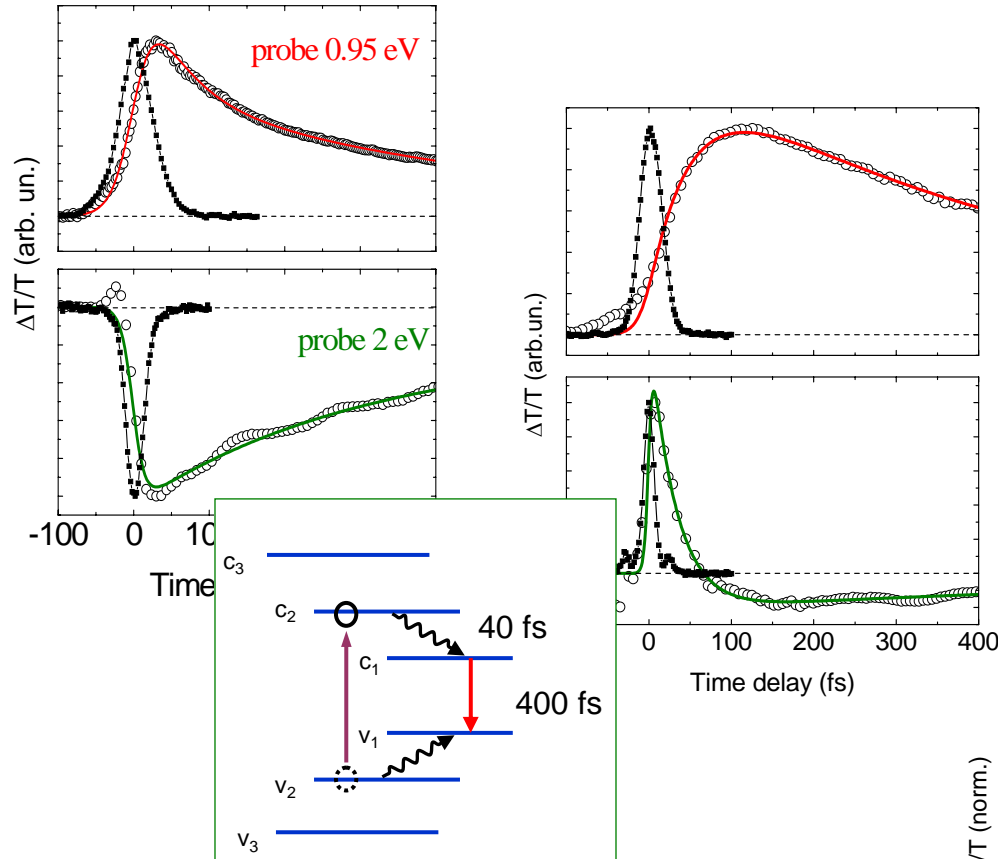 probe 0.95 eV
ΔT/T (arb. un.)
probe 2 eV
-100 -50 0 10
Time
ΔT/T (arb.un.)
0 100 200 300 400
Time delay (fs)
c3
c2
40 fs
c1
400 fs
v1
v2
v3
/T (norm.)